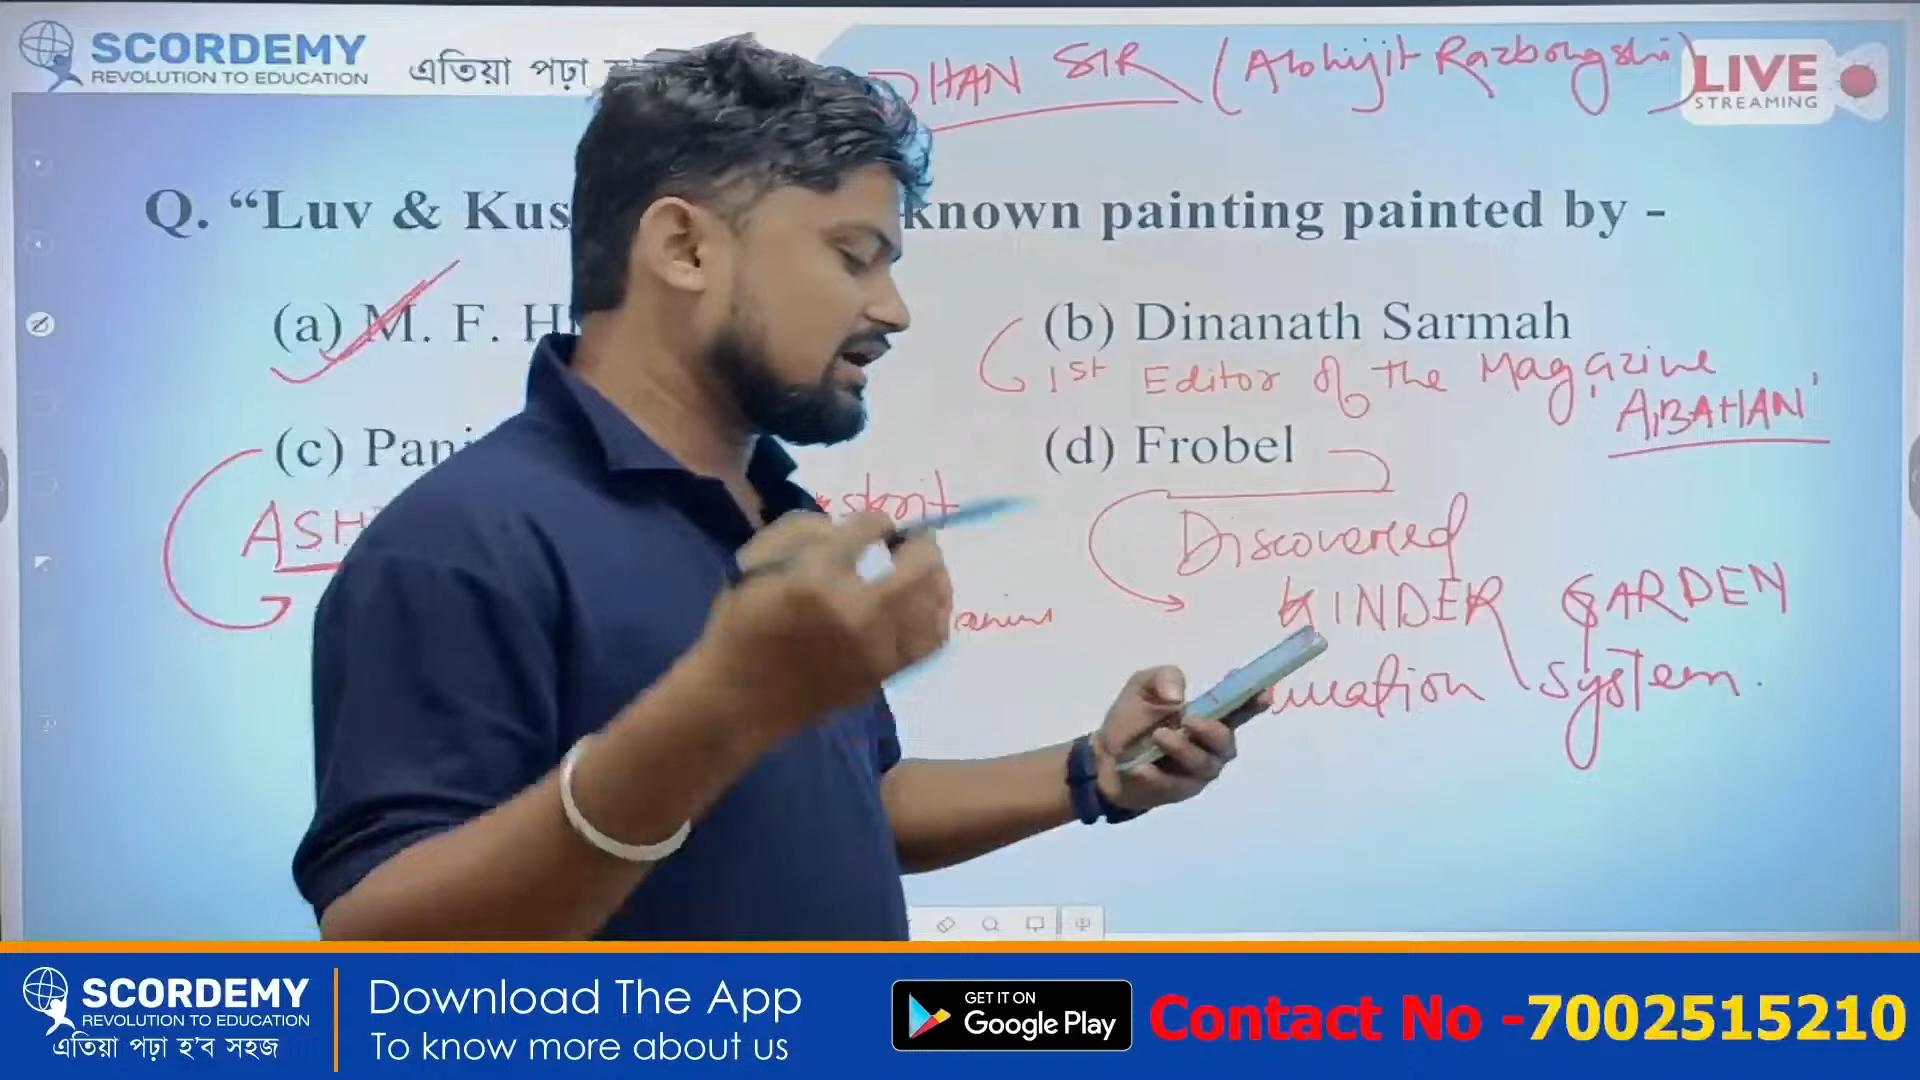 SCORDEMY
REVOLUTION TO EDUCATION
এতিয়া পঢ়া
HAN SIR (Abhijit Razbongshi)
LIVE
STREAMING
Q. “Luv & Kus known painting painted by -
(a) M. F. H
(b) Dinanath Sarmah
1st Editor of the Magazine
'ABAHAN'
(c) Pani
(d) Frobel
ASH
Discovered
KINDER GARDEN
System.
SCORDEMY
REVOLUTION TO EDUCATION
এতিয়া পঢ়া হ'ব সহজ
Download The App
To know more about us
GET IT ON
Google Play
Contact No -7002515210